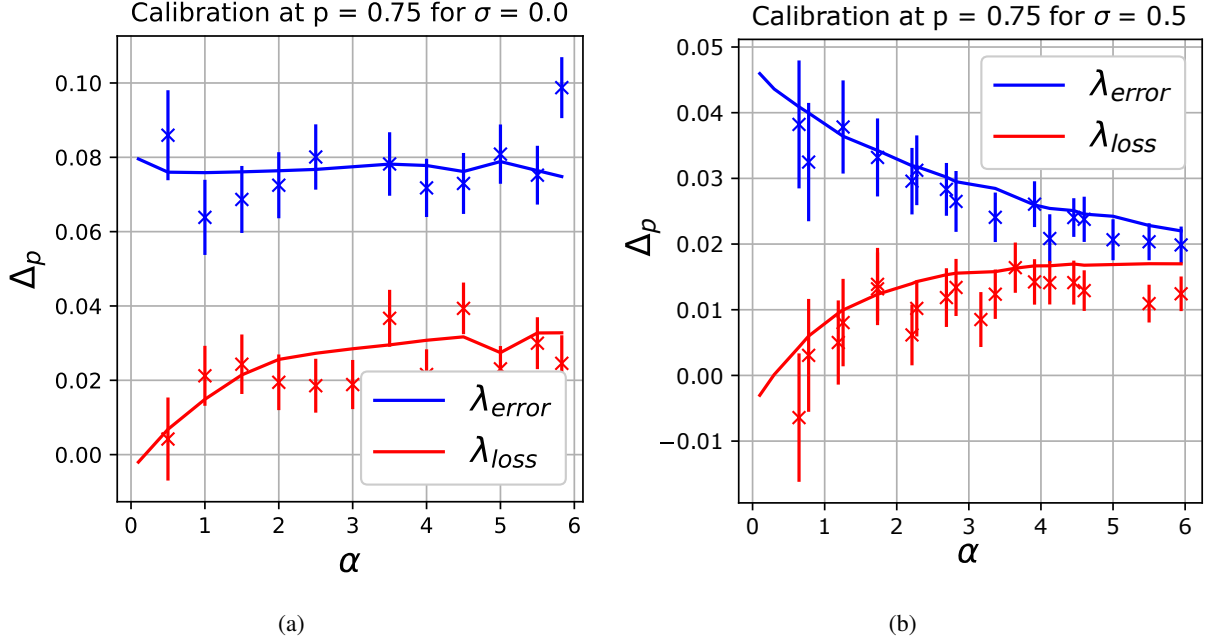 Calibration at p = 0.75 for σ = 0.0
Δp
0.10
0.08
0.06
0.04
0.02
0.00
λerror
λloss
0 1 2 3 4 5 6
α
(a)
Calibration at p = 0.75 for σ = 0.5
Δp
0.05
0.04
0.03
0.02
0.01
0.00
−0.01
λerror
λloss
0 1 2 3 4 5 6
α
(b)